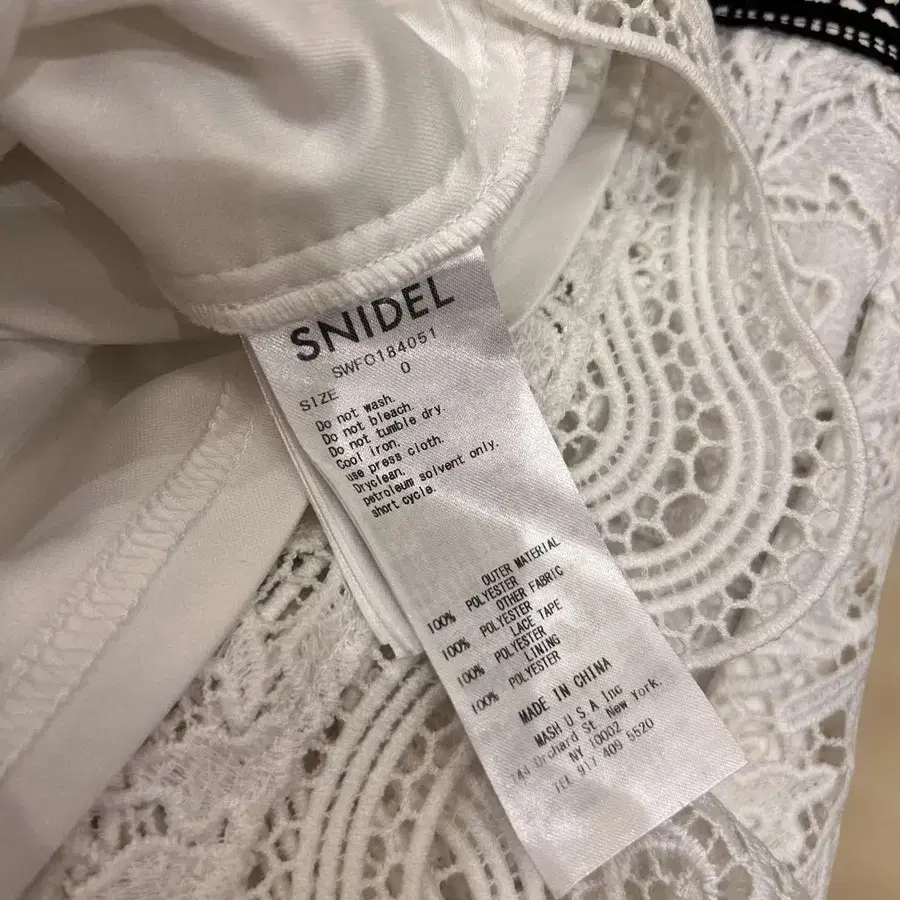 SNIDEL
SWFO184051
SIZE 0
Do not wash.
Do not bleach.
Do not tumble dry.
Cool iron.
use press cloth.
Dryclean.
petroleum solvent only.
short cycle.
OUTER MATERIAL
100% POLYESTER
OTHER FABRIC
100% POLYESTER
LACE TAPE
100% POLYESTER
LINING
100% POLYESTER
MADE IN CHINA
MASH U S A Inc
Orchard St New York,
NY 10002
TEL 917 409 5520